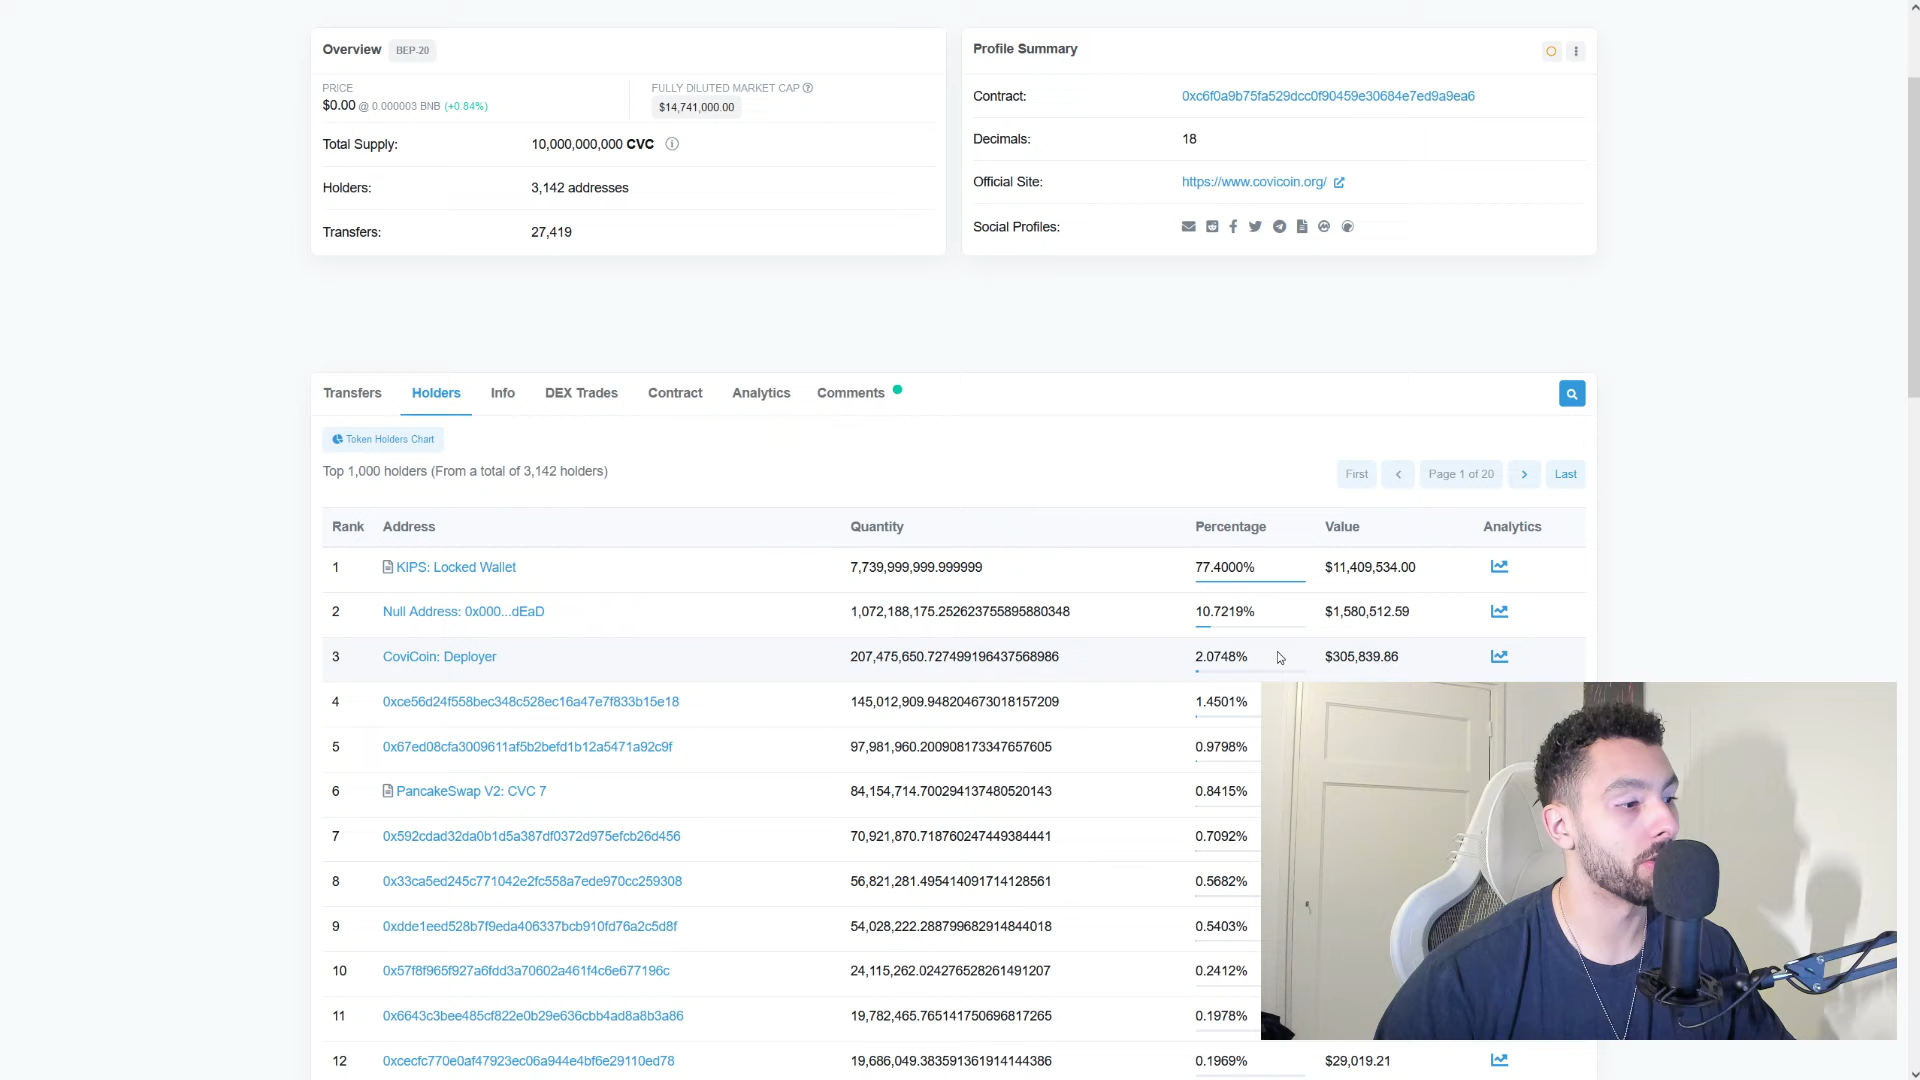 Overview BEP-20
PRICE
$0.00 @ 0.000003 BNB (+0.84%)
FULLY DILUTED MARKET CAP
$14,741,000.00
Total Supply: 10,000,000,000 CVC
Holders: 3,142 addresses
Transfers: 27,419
Profile Summary
Contract: 0xc6f0a9b75fa529dcc0f90459e30684e7ed9a9ea6
Decimals: 18
Official Site: https://www.covicoin.org/
Social Profiles:
Transfers Holders Info DEX Trades Contract Analytics Comments
Token Holders Chart
Top 1,000 holders (From a total of 3,142 holders)
First < Page 1 of 20 > Last
Rank Address Quantity Percentage Value Analytics
1 KIPS: Locked Wallet 7,739,999,999.999999 77.4000% $11,409,534.00
2 Null Address: 0x000...dEaD 1,072,188,175.252623755895880348 10.7219% $1,580,512.59
3 CoviCoin: Deployer 207,475,650.727499196437568986 2.0748% $305,839.86
4 0xce56d24f558bec348c528ec16a47e7f833b15e18 145,012,909.948204673018157209 1.4501%
5 0x67ed08cfa3009611af5b2befd1b12a5471a92c9f 97,981,960.200908173347657605 0.9798%
6 PancakeSwap V2: CVC 7 84,154,714.700294137480520143 0.8415%
7 0x592cdad32da0b1d5a387df0372d975efcb26d456 70,921,870.718760247449384441 0.7092%
8 0x33ca5ed245c771042e2fc558a7ede970cc259308 56,821,281.495414091714128561 0.5682%
9 0xdde1eed528b7f9eda406337bcb910fd76a2c5d8f 54,028,222.288799682914844018 0.5403%
10 0x57f8f965f927a6fdd3a70602a461f4c6e677196c 24,115,262.024276528261491207 0.2412%
11 0x6643c3bee485cf822e0b29e636cbb4ad8a8b3a86 19,782,465.765141750696817265 0.1978%
12 0xcecfc770e0af47923ec06a944e4bf6e29110ed78 19,686,049.383591361914144386 0.1969% $29,019.21